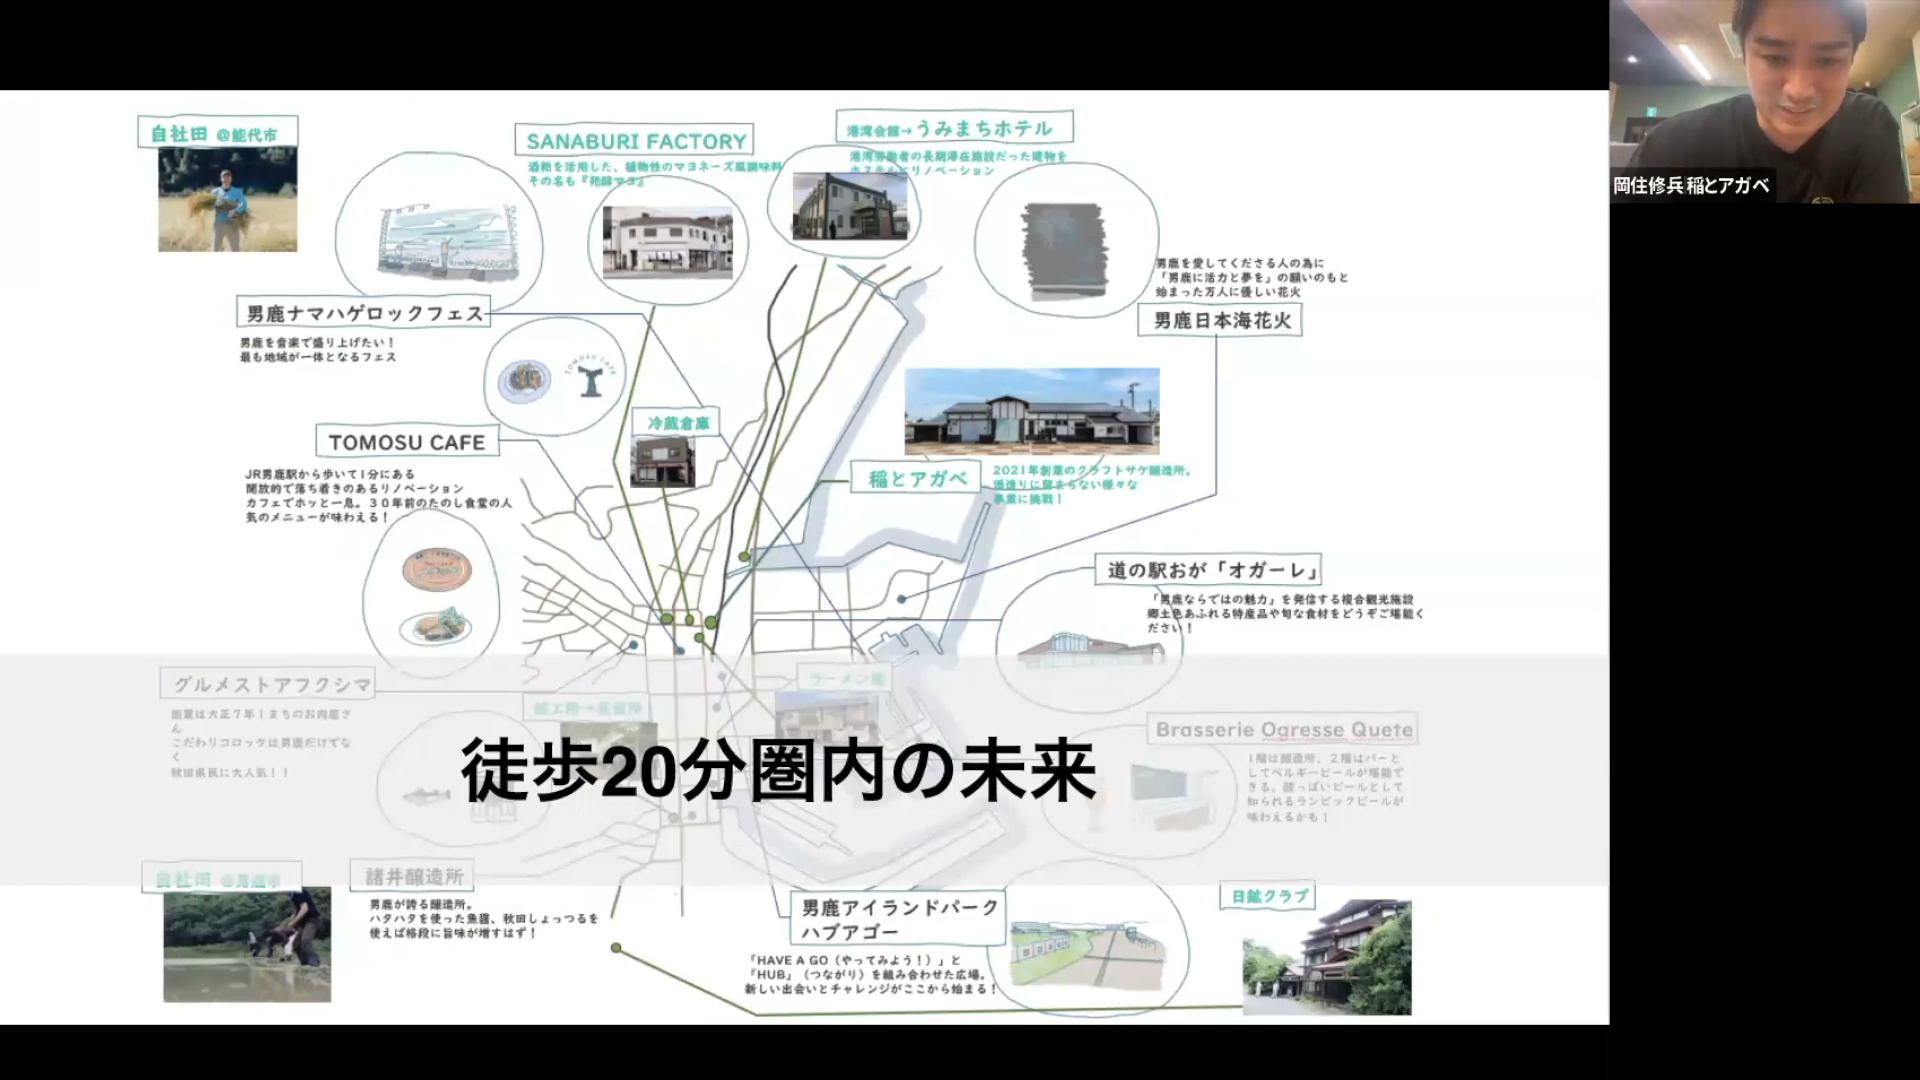 自社田 @能代市
SANABURI FACTORY
酒粕を活用した、植物性のマヨネーズ風調味料
その名も『発酵マヨ』
港湾会館→うみまちホテル
港湾労働者の長期滞在施設だった建物を
ホステルにリノベーション
岡住修兵|稲とアガベ
男鹿を愛してくださる人の為に
「男鹿に活力と夢を」の願いのもと
始まった万人に優しい花火
男鹿日本海花火
男鹿ナマハゲロックフェス
男鹿を音楽で盛り上げたい！
最も地域が一体となるフェス
TOMOSU CAFE
TOMOSU CAFE
JR男鹿駅から歩いて1分にある
開放的で落ち着きのあるリノベーション
カフェでホッと一息。30年前のたのし食堂の人
気のメニューが味わえる！
冷蔵倉庫
稲とアガベ
2021年創業のクラフトサケ醸造所。
酒造りに留まらない様々な
事業に挑戦！
道の駅おが「オガーレ」
「男鹿ならではの魅力」を発信する複合観光施設
郷土色あふれる特産品や旬な食材をどうぞご堪能く
ださい！
グルメストアフクシマ
創業は大正7年！まちのお肉屋さ
ん
こだわりコロッケは男鹿だけでな
く
秋田県民に大人気！！
鉄工所→蒸留所
ラーメン屋
徒歩20分圏内の未来
Brasserie Ogresse Quete
1階は醸造所、2階はバーと
してベルギービールが堪能で
きる。酸っぱいビールとして
知られるランビックビールが
味わえるかも！
自社田 @男鹿市
諸井醸造所
男鹿が誇る醸造所。
ハタハタを使った魚醤、秋田しょっつるを
使えば格段に旨味が増すはず！
男鹿アイランドパーク
ハブアゴー
「HAVE A GO（やってみよう！）」と
「HUB」（つながり）を組み合わせた広場。
新しい出会いとチャレンジがここから始まる！
日鉱クラブ